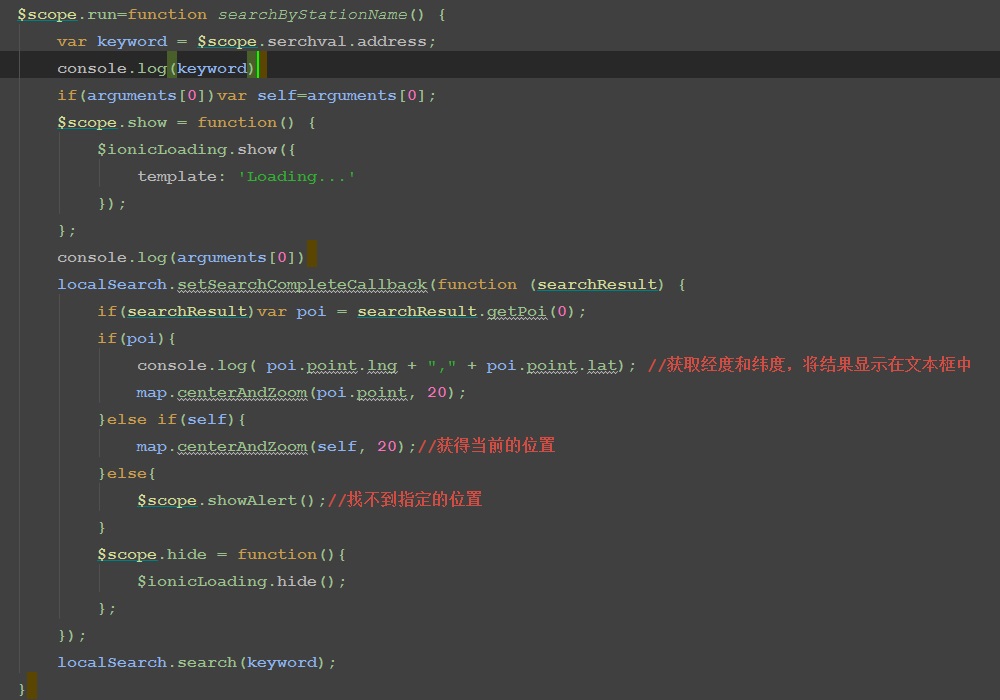 $scope.run=function searchByStationName() {
var keyword = $scope.serchval.address;
console.log(keyword)
if(arguments[0])var self=arguments[0];
$scope.show = function() {
$ionicLoading.show({
template: 'Loading...'
});
};
console.log(arguments[0])
localSearch.setSearchCompleteCallback(function (searchResult) {
if(searchResult)var poi = searchResult.getPoi(0);
if(poi){
console.log( poi.point.lng + "," + poi.point.lat); //获取经度和纬度，将结果显示在文本框中
map.centerAndZoom(poi.point, 20);
}else if(self){
map.centerAndZoom(self, 20);//获得当前的位置
}else{
$scope.showAlert();//找不到指定的位置
}
$scope.hide = function(){
$ionicLoading.hide();
};
});
localSearch.search(keyword);
}